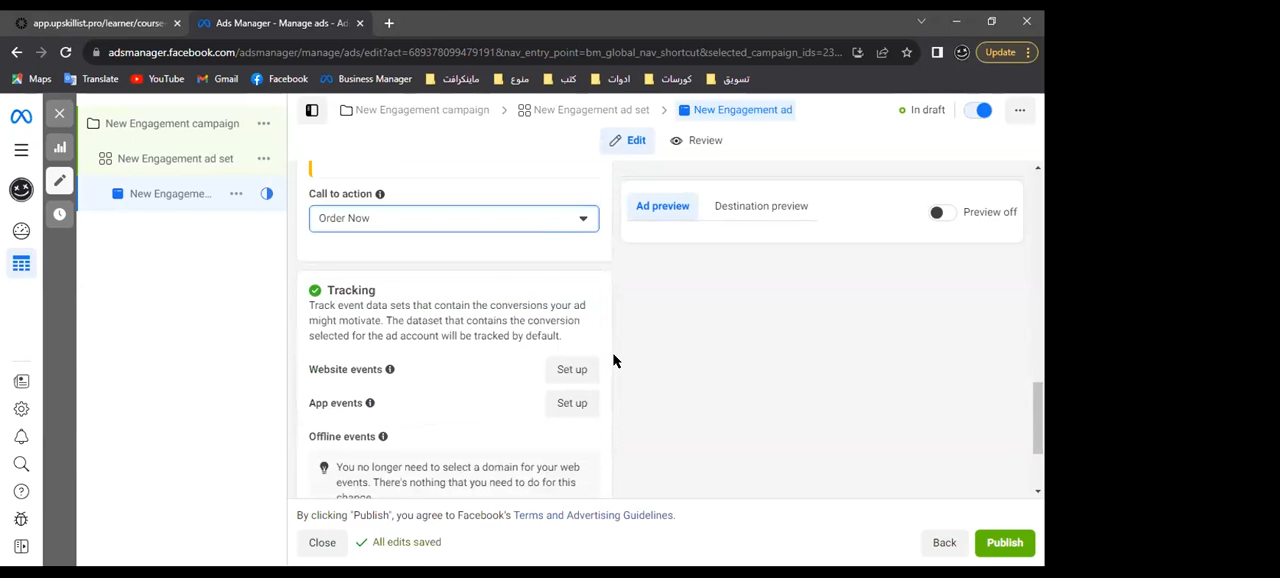 app.upskillist.pro/learner/course
Ads Manager - Manage ads - Ad
adsmanager.facebook.com/adsmanager/manage/ads/edit?act=689378099479191&nav_entry_point=bm_global_nav_shortcut&selected_campaign_ids=23...
Update
Maps
Translate
YouTube
Gmail
Facebook
Business Manager
ماينكرافت
منوع
كتب
ادوات
كورسات
تسويق
New Engagement campaign
New Engagement ad set
New Engagement ad
In draft
Edit
Review
New Engagement campaign
New Engagement ad set
New Engageme...
Call to action
Order Now
Ad preview
Destination preview
Preview off
Tracking
Track event data sets that contain the conversions your ad
might motivate. The dataset that contains the conversion
selected for the ad account will be tracked by default.
Website events
Set up
App events
Set up
Offline events
You no longer need to select a domain for your web
events. There's nothing that you need to do for this
change.
By clicking "Publish", you agree to Facebook's Terms and Advertising Guidelines.
Close
All edits saved
Back
Publish